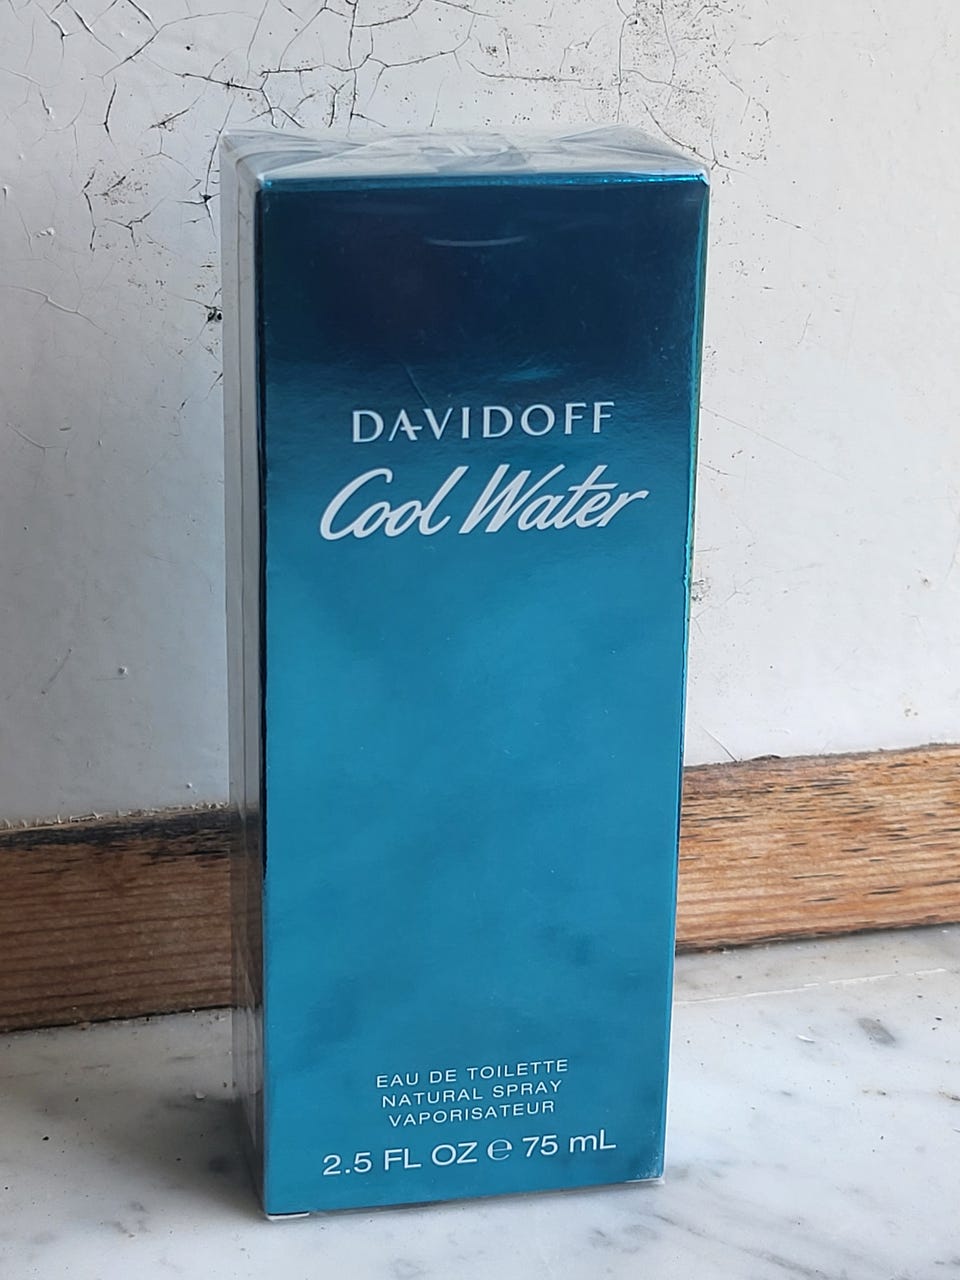 DAVIDOFF
Cool Water
EAU DE TOILETTE
NATURAL SPRAY
VAPORISATEUR
2.5 FL OZ ℮ 75 mL